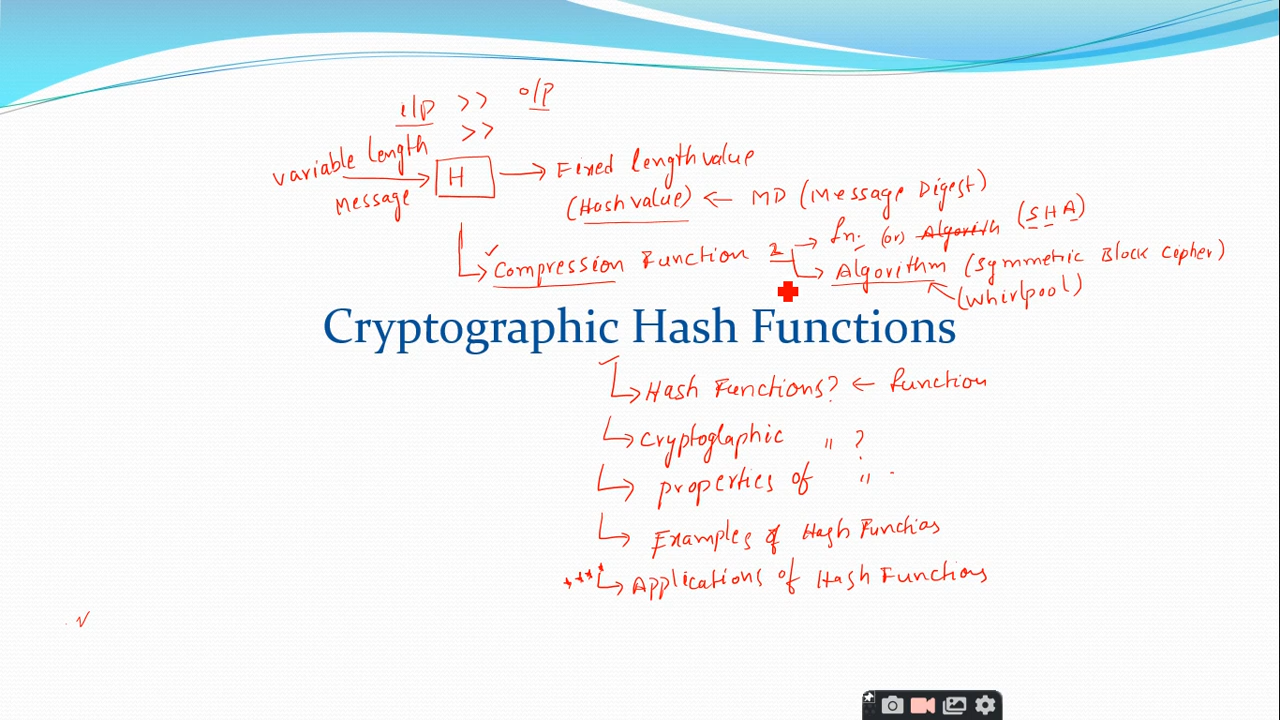 i/p >> o/p
>>
variable length
message
H → Fixed length value
(Hash value) ← MD (Message Digest)
Compression Function 2 → fn. (or) Algorith (SHA)
Algorithm (Symmetric Block Cipher)
(Whirlpool)
Cryptographic Hash Functions
Hash Functions? ← function
Cryptoglaphic " ?
properties of "
Examples of Hash Functios
*** Applications of Hash Functions